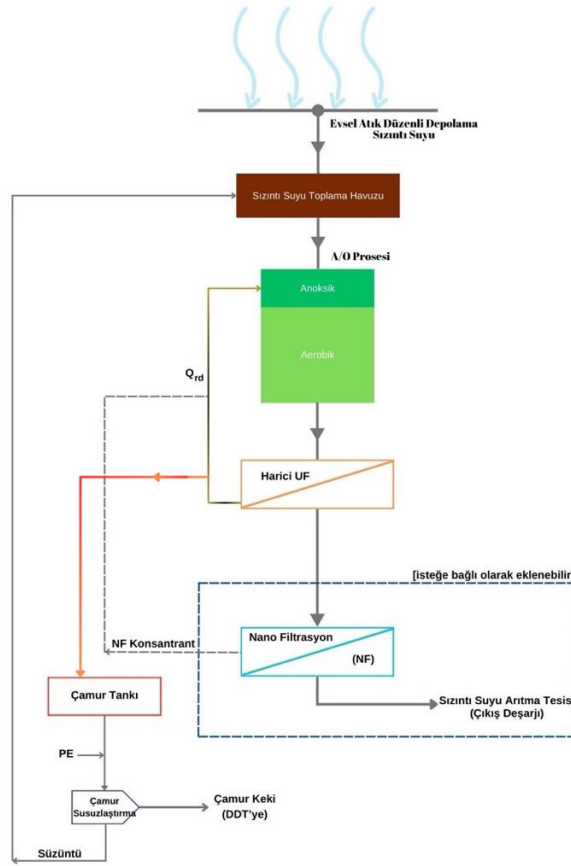 Evsel Atık Düzenli Depolama
Sızıntı Suyu
Sızıntı Suyu Toplama Havuzu
A/O Prosesi
Anoksik
Aerobik
Qrd
Harici UF
[isteğe bağlı olarak eklenebilir
NF Konsantrant
Nano Filtrasyon
(NF)
Çamur Tankı
Sızıntı Suyu Arıtma Tesis
(Çıkış Deşarjı)
PE
Çamur
Susuzlaştırma
Çamur Keki
(DDT'ye)
Süzüntü